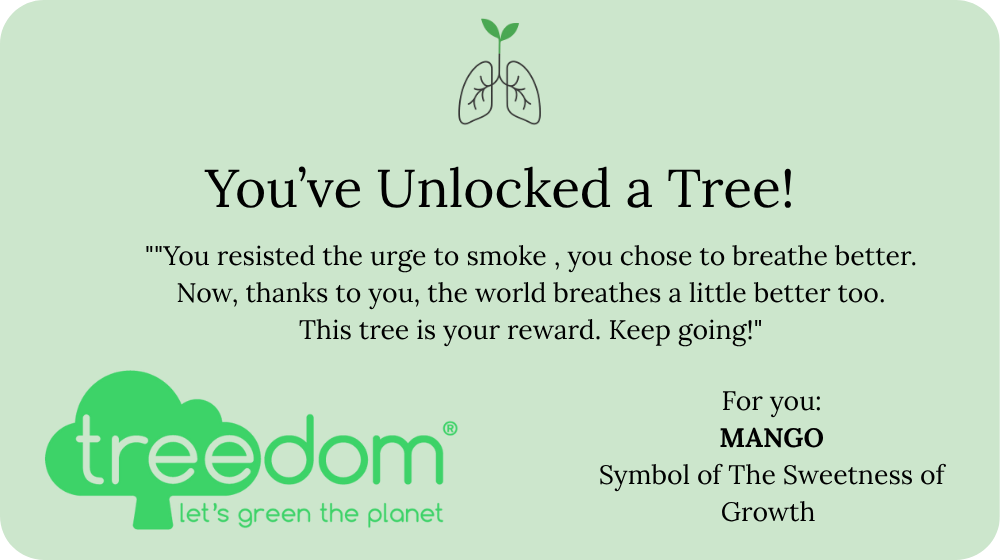 You’ve Unlocked a Tree!
""You resisted the urge to smoke , you chose to breathe better.
Now, thanks to you, the world breathes a little better too.
This tree is your reward. Keep going!"
treedom®
let's green the planet
For you:
MANGO
Symbol of The Sweetness of
Growth